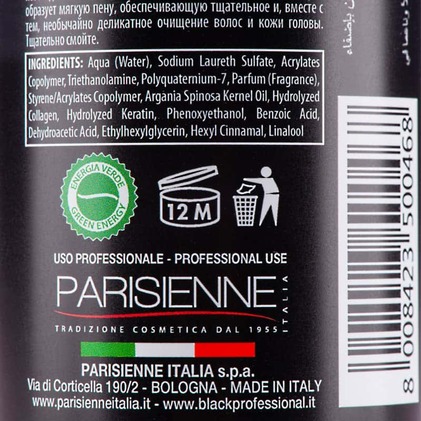 образует мягкую пену, обеспечивающую тщательное и, вместе с
тем, необычайно деликатное очищение волос и кожи головы.
Тщательно смойте.
INGREDIENTS: Aqua (Water), Sodium Laureth Sulfate, Acrylates
Copolymer, Triethanolamine, Polyquaternium-7, Parfum (Fragrance),
Styrene/Acrylates Copolymer, Argania Spinosa Kernel Oil, Hydrolyzed
Collagen, Hydrolyzed Keratin, Phenoxyethanol, Benzoic Acid,
Dehydroacetic Acid, Ethylhexylglycerin, Hexyl Cinnamal, Linalool
ENERGIA VERDE
GREEN ENERGY
12 M
USO PROFESSIONALE - PROFESSIONAL USE
PARISIENNE
ITALIA
TRADIZIONE COSMETICA DAL 1955
PARISIENNE ITALIA s.p.a.
Via di Corticella 190/2 - BOLOGNA - MADE IN ITALY
www.parisienneitalia.it - www.blackprofessional.it
8 008423 500468